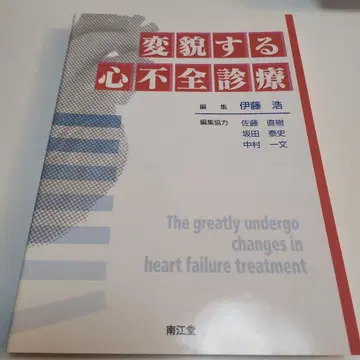 変貌する
心不全診療
編集 伊藤 浩
編集協力 佐藤 直樹
坂田 泰史
中村 一文
The greatly undergo
changes in
heart failure treatment
南江堂